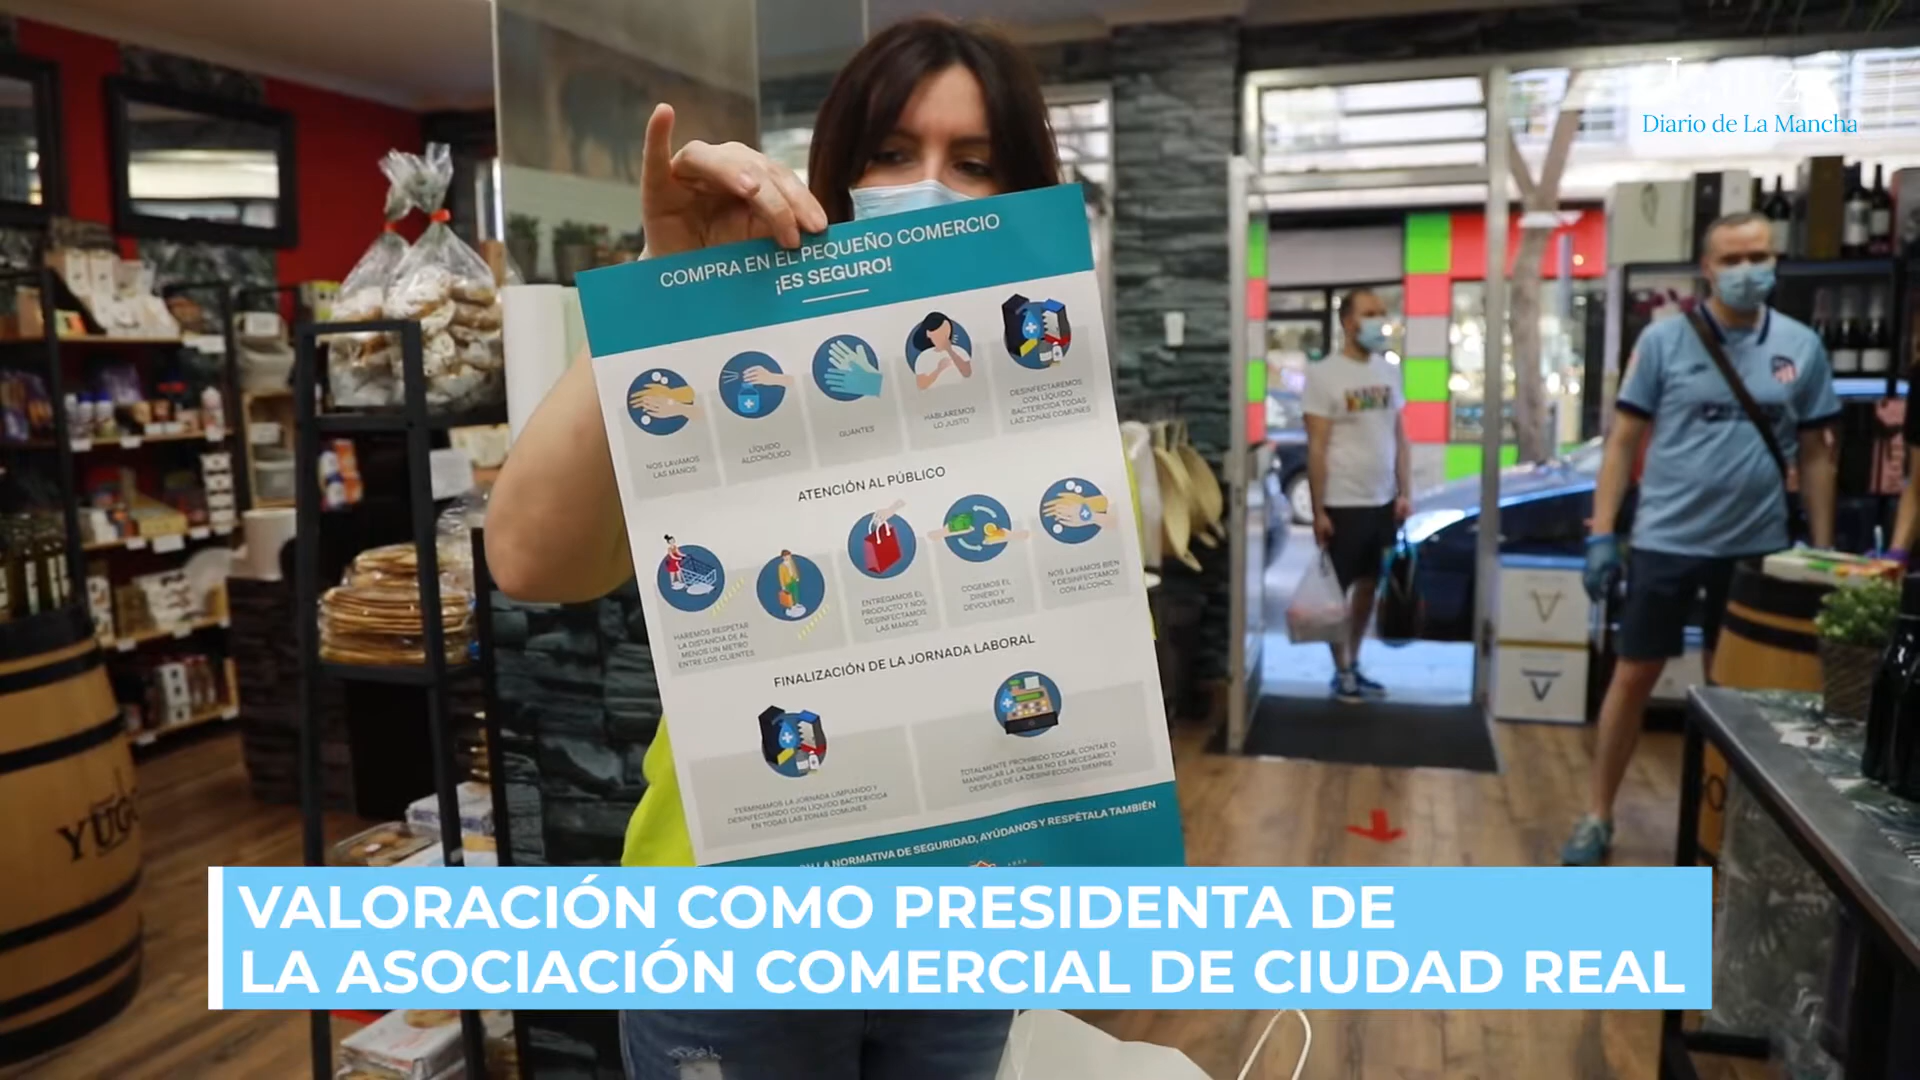 Diario de La Mancha
COMPRA EN EL PEQUEÑO COMERCIO
¡ES SEGURO!
NOS LAVAMOS
LAS MANOS
LÍQUIDO
ALCOHÓLICO
GUANTES
HABLAREMOS
LO JUSTO
DESINFECTAREMOS
CON LÍQUIDO
BACTERICIDA TODAS
LAS ZONAS COMUNES
ATENCIÓN AL PÚBLICO
HAREMOS RESPETAR
LA DISTANCIA DE AL
MENOS UN METRO
ENTRE LOS CLIENTES
ENTREGAMOS EL
PRODUCTO Y NOS
DESINFECTAMOS
LAS MANOS
COGEMOS EL
DINERO Y
DEVOLVEMOS
NOS LAVAMOS BIEN
Y DESINFECTAMOS
CON ALCOHOL
FINALIZACIÓN DE LA JORNADA LABORAL
TERMINAMOS LA JORNADA LIMPIANDO Y
DESINFECTANDO CON LÍQUIDO BACTERICIDA
EN TODAS LAS ZONAS COMUNES
TOTALMENTE PROHIBIDO TOCAR, CONTAR O
MANIPULAR LA CAJA SI NO ES NECESARIO, Y
DESPUÉS DE LA DESINFECCIÓN SIEMPRE
LA NORMATIVA DE SEGURIDAD, AYÚDANOS Y RESPÉTALA TAMBIÉN
VALORACIÓN COMO PRESIDENTA DE
LA ASOCIACIÓN COMERCIAL DE CIUDAD REAL